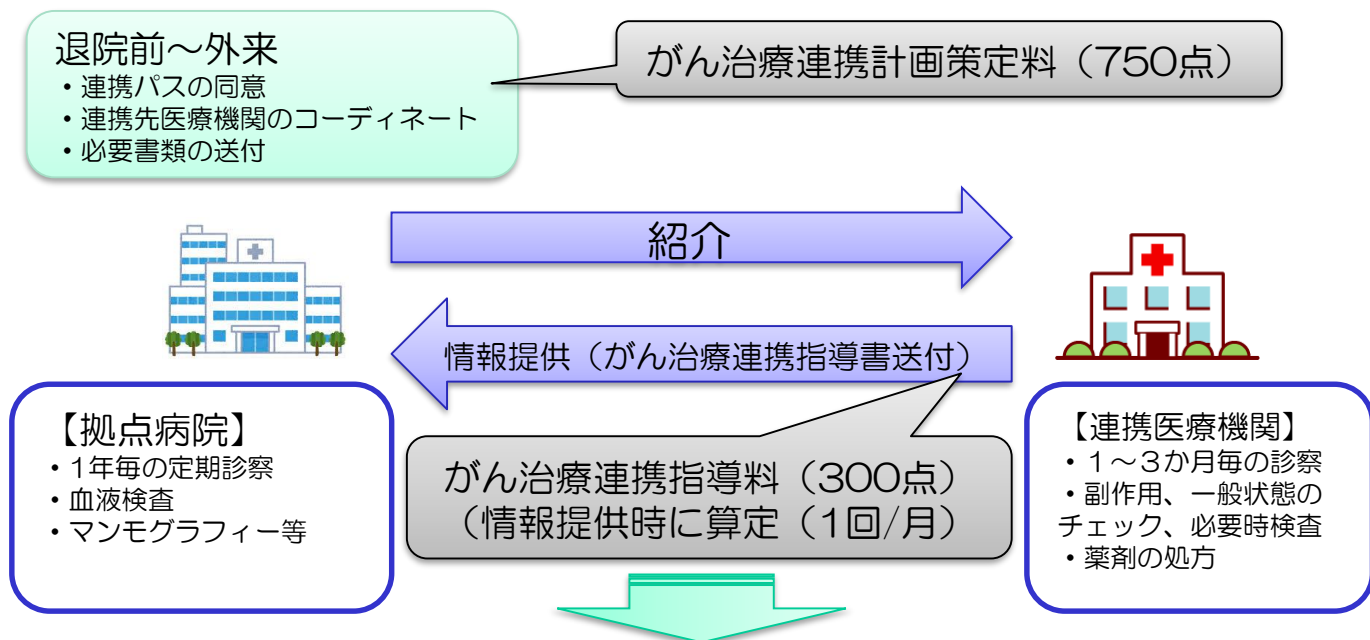 退院前～外来
・連携パスの同意
・連携先医療機関のコーディネート
・必要書類の送付
がん治療連携計画策定料（750点）
紹介
情報提供（がん治療連携指導書送付）
【拠点病院】
・1年毎の定期診察
・血液検査
・マンモグラフィー等
がん治療連携指導料（300点）
（情報提供時に算定（1回/月）
【連携医療機関】
・１～３か月毎の診察
・副作用、一般状態の
チェック、必要時検査
・薬剤の処方